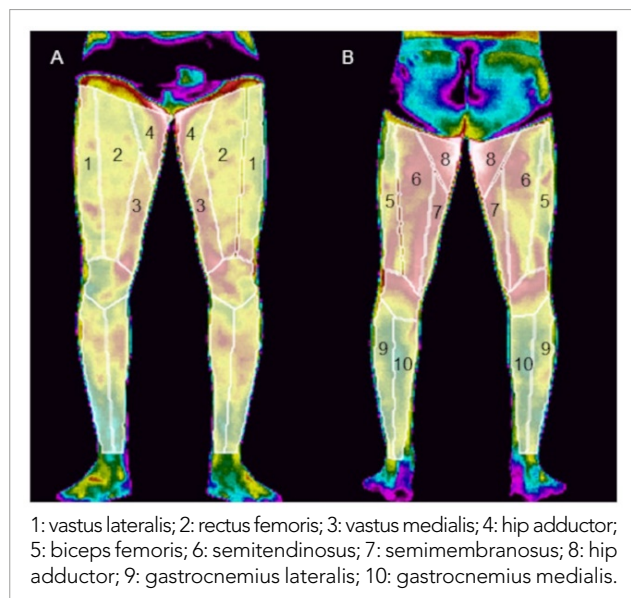 A
B
1 2 4 4 2 1
3 3
8 8
6 6
5 7 7 5
9 10 10 9
1: vastus lateralis; 2: rectus femoris; 3: vastus medialis; 4: hip adductor;
5: biceps femoris; 6: semitendinosus; 7: semimembranosus; 8: hip
adductor; 9: gastrocnemius lateralis; 10: gastrocnemius medialis.